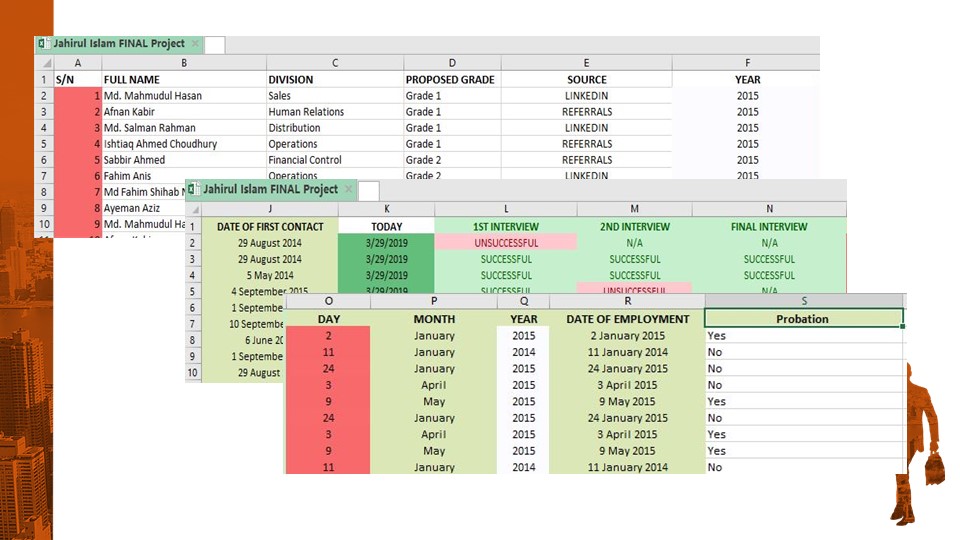 Jahirul Islam FINAL Project
A B C D E F
1 S/N FULL NAME DIVISION PROPOSED GRADE SOURCE YEAR
2 1 Md. Mahmudul Hasan Sales Grade 1 LINKEDIN 2015
3 2 Afnan Kabir Human Relations Grade 1 REFERRALS 2015
4 3 Md. Salman Rahman Distribution Grade 1 LINKEDIN 2015
5 4 Ishtiaq Ahmed Choudhury Operations Grade 1 REFERRALS 2015
6 5 Sabbir Ahmed Financial Control Grade 2 REFERRALS 2015
7 6 Fahim Anis Operations Grade 2 LINKEDIN 2015
8 7 Md Fahim Shihab
9 8 Ayeman Aziz
10 9 Md. Mahmudul Ha
Jahirul Islam FINAL Project
J K L M N
1 DATE OF FIRST CONTACT TODAY 1ST INTERVIEW 2ND INTERVIEW FINAL INTERVIEW
2 29 August 2014 3/29/2019 UNSUCCESSFUL N/A N/A
3 29 August 2014 3/29/2019 SUCCESSFUL SUCCESSFUL SUCCESSFUL
4 5 May 2014 3/29/2019 SUCCESSFUL SUCCESSFUL SUCCESSFUL
5 4 September 2015 3/29/2019 SUCCESSFUL UNSUCCESSFUL N/A
6 1 Septembe
7 10 Septembe
8 6 June 20
9 1 Septembe
10 29 August
O P Q R S
DAY MONTH YEAR DATE OF EMPLOYMENT Probation
2 January 2015 2 January 2015 Yes
11 January 2014 11 January 2014 No
24 January 2015 24 January 2015 No
3 April 2015 3 April 2015 No
9 May 2015 9 May 2015 Yes
24 January 2015 24 January 2015 No
3 April 2015 3 April 2015 Yes
9 May 2015 9 May 2015 Yes
11 January 2014 11 January 2014 No